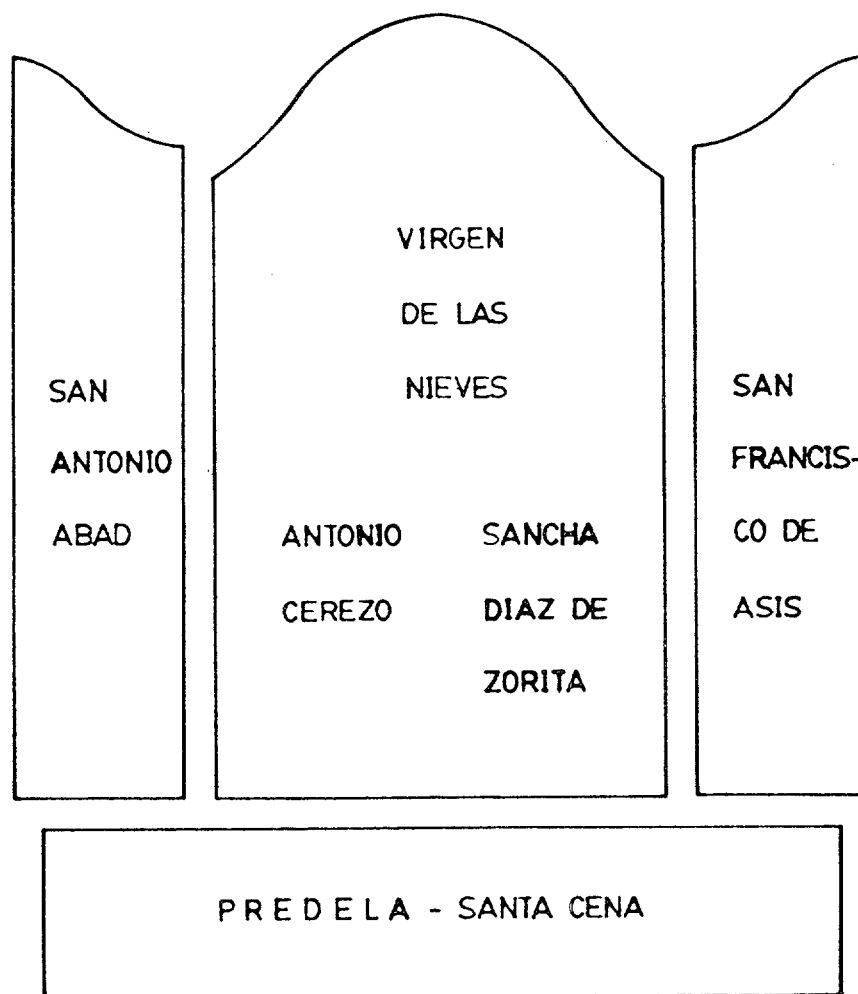 SAN
ANTONIO
ABAD
VIRGEN
DE LAS
NIEVES
ANTONIO
CEREZO
SANCHA
DIAZ DE
ZORITA
SAN
FRANCIS-
CO DE
ASIS
PREDELA - SANTA CENA